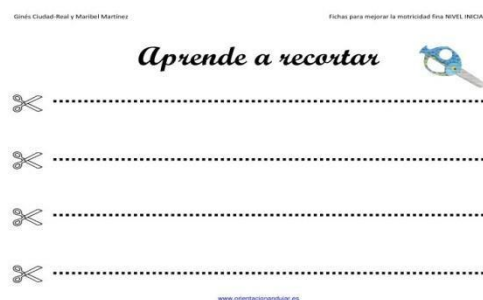 Ginés Ciudad-Real y Maribel Martínez
Fichas para mejorar la motricidad fina NIVEL INICIA
Aprende a recortar
www.orientacionandujar.es